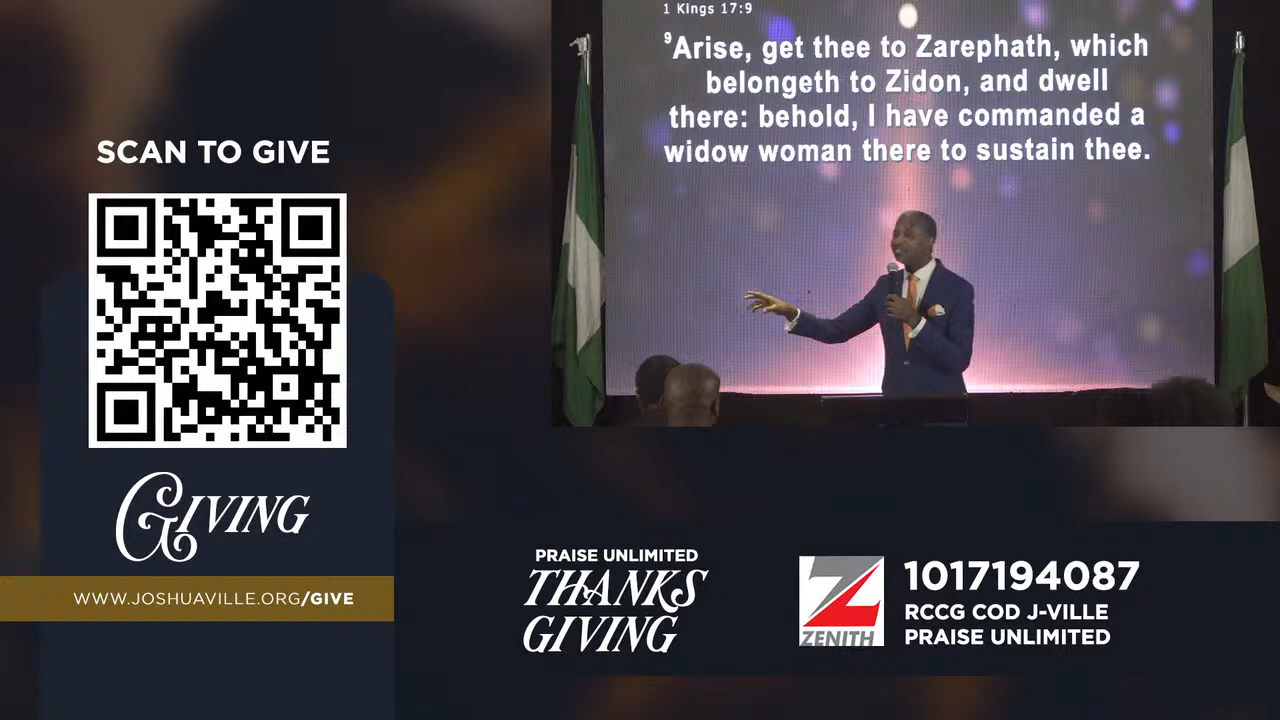 SCAN TO GIVE
GIVING
WWW.JOSHUAVILLE.ORG/GIVE
1 Kings 17:9
9Arise, get thee to Zarephath, which
belongeth to Zidon, and dwell
there: behold, I have commanded a
widow woman there to sustain thee.
PRAISE UNLIMITED
THANKS
GIVING
ZENITH
1017194087
RCCG COD J-VILLE
PRAISE UNLIMITED